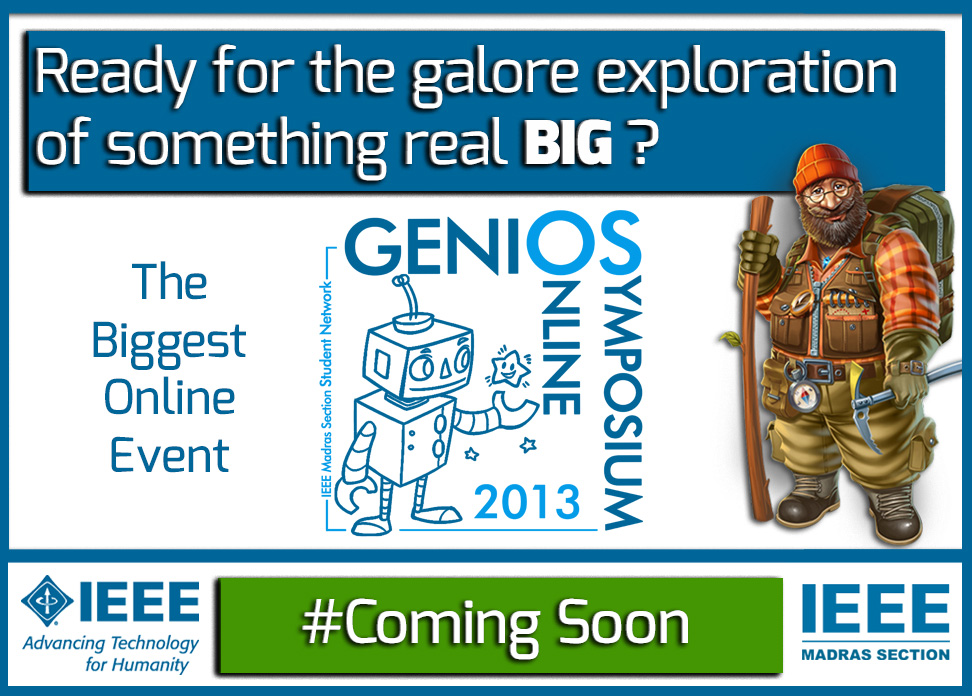 Ready for the galore exploration
of something real BIG ?
The
Biggest
Online
Event
GENIOS
ONLINE
SYMPOSIUM
IEEE Madras Section Student Network
2013
IEEE
Advancing Technology
for Humanity
#Coming Soon
IEEE
MADRAS SECTION